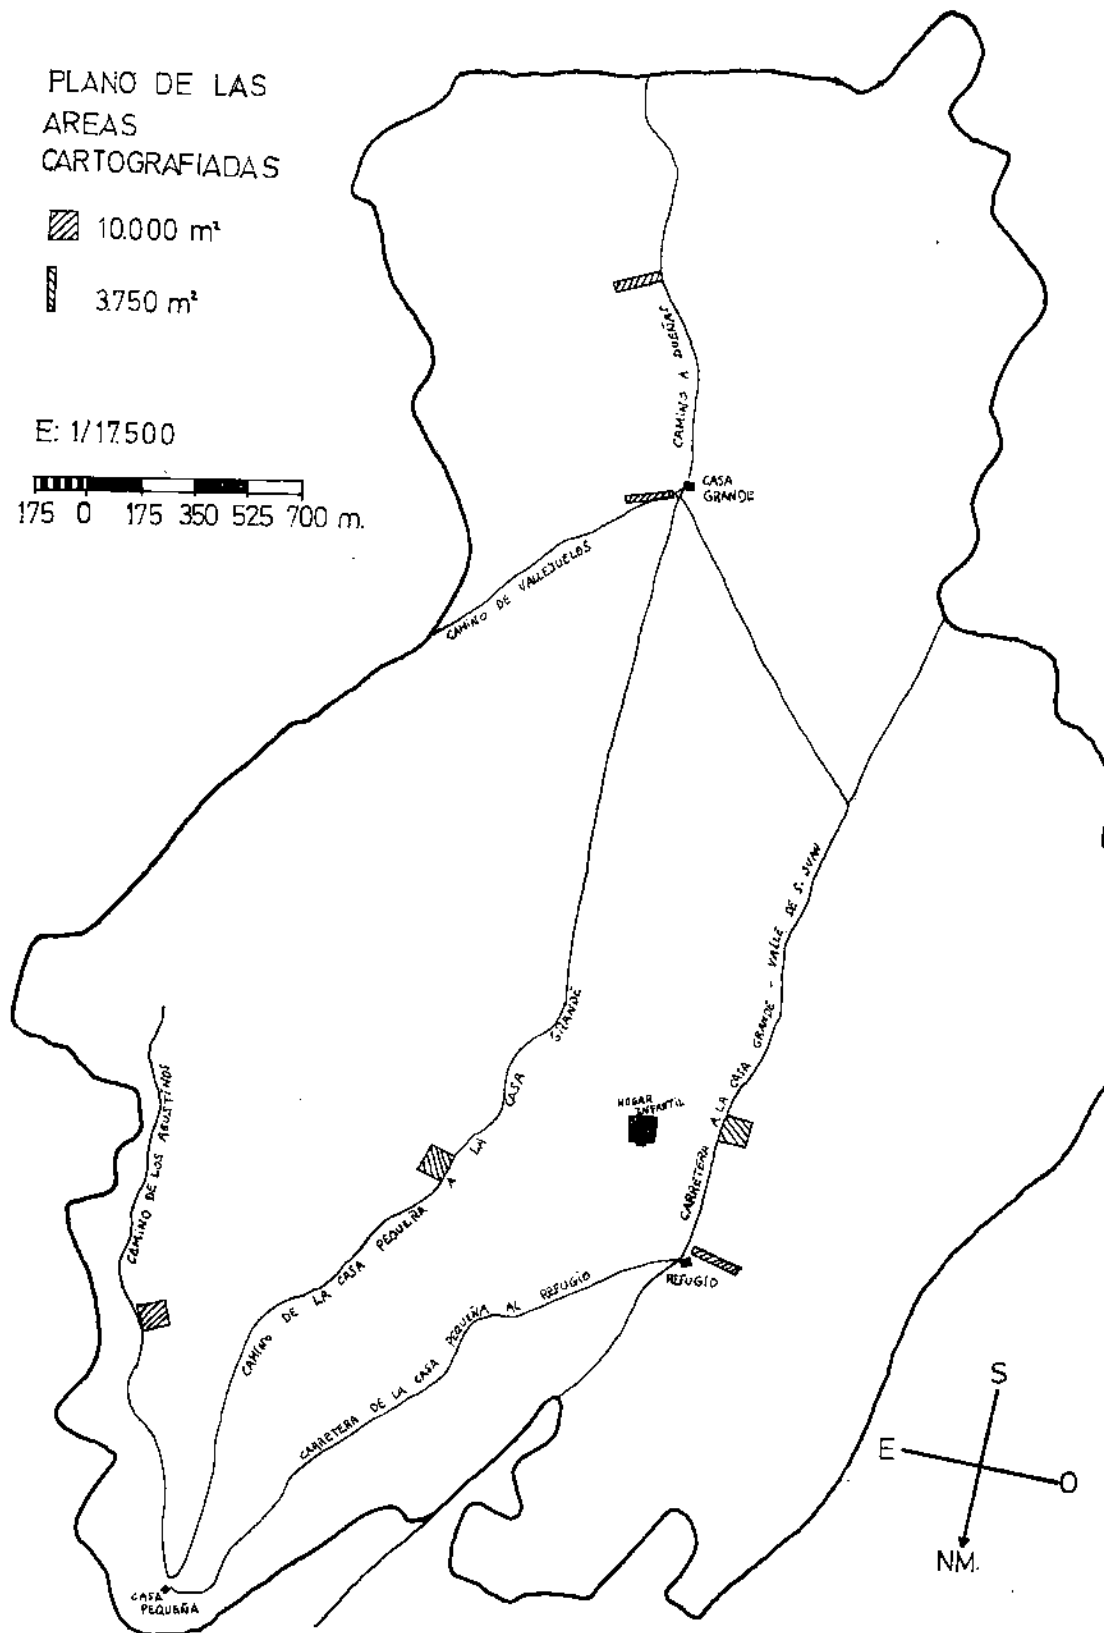 PLANO DE LAS
AREAS
CARTOGRAFIADAS
10.000 m²
3.750 m²
E: 1/17.500
175 0 175 350 525 700 m.
CAMINO A DUEÑAS
CASA
GRANDE
CAMINO DE VALLEJUELOS
CARRETERA A LA CASA GRANDE - VALLE DE S. JUAN
CAMINO DE LA CASA PEQUEÑA A LA CASA GRANDE
HOGAR
INFANTIL
CAMINO DE LOS AGUSTINOS
REFUGIO
CARRETERA DE LA CASA PEQUEÑA AL REFUGIO
CASA
PEQUEÑA
S
E
O
NM.